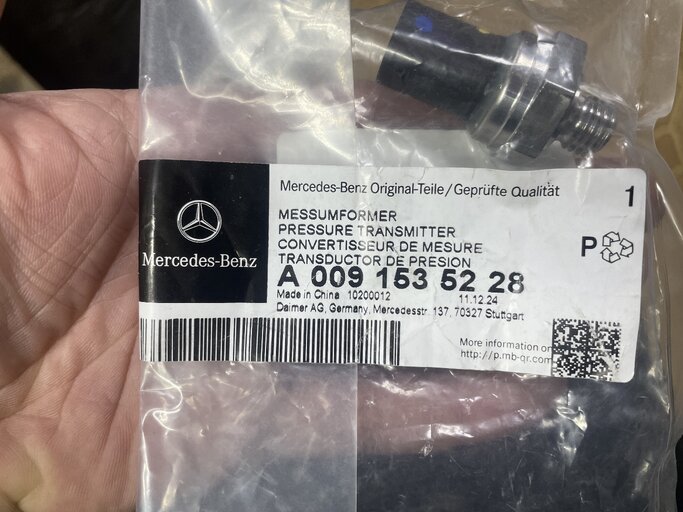 Mercedes-Benz Original-Teile/Geprüfte Qualität
1
MESSUMFORMER
PRESSURE TRANSMITTER
CONVERTISSEUR DE MESURE
TRANSDUCTOR DE PRESION
P
Mercedes-Benz
A 009 153 52 28
Made in China 10200012 11.12.24
Daimer AG, Germany, Mercedesstr. 137, 70327 Stuttgart
More information on
http://p.mb-qr.com